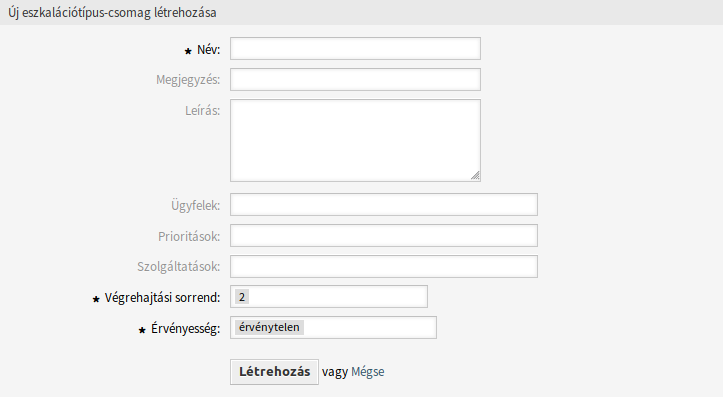 Új eszkalációtípus-csomag létrehozása
★ Név:
Megjegyzés:
Leírás:
Ügyfelek:
Prioritások:
Szolgáltatások:
★ Végrehajtási sorrend: 2
★ Érvényesség: érvénytelen
Létrehozás vagy Mégse